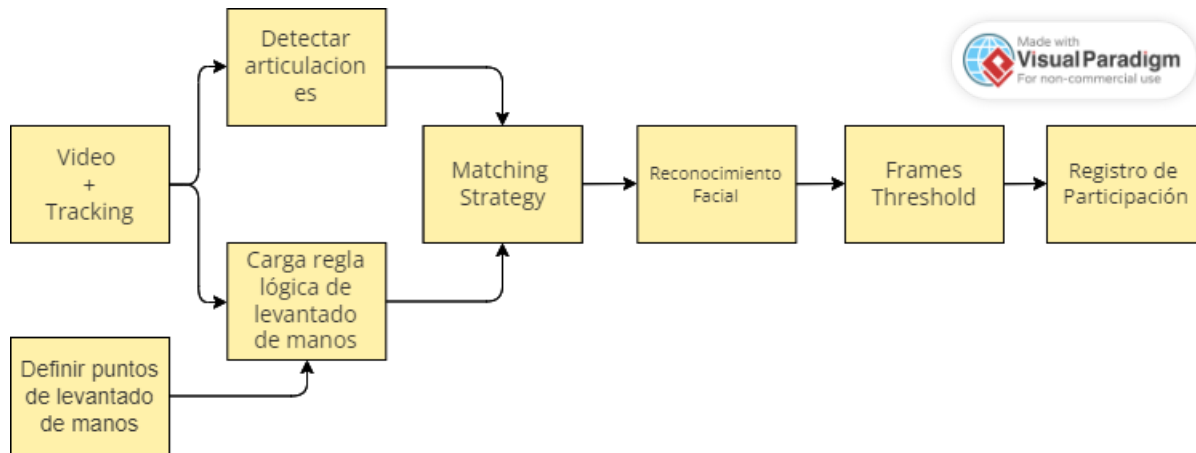 Detectar
articulacion
es
Made with
Visual Paradigm
For non-commercial use
Video
+
Tracking
Matching
Strategy
Reconocimiento
Facial
Frames
Threshold
Registro de
Participación
Carga regla
lógica de
levantado
de manos
Definir puntos
de levantado
de manos